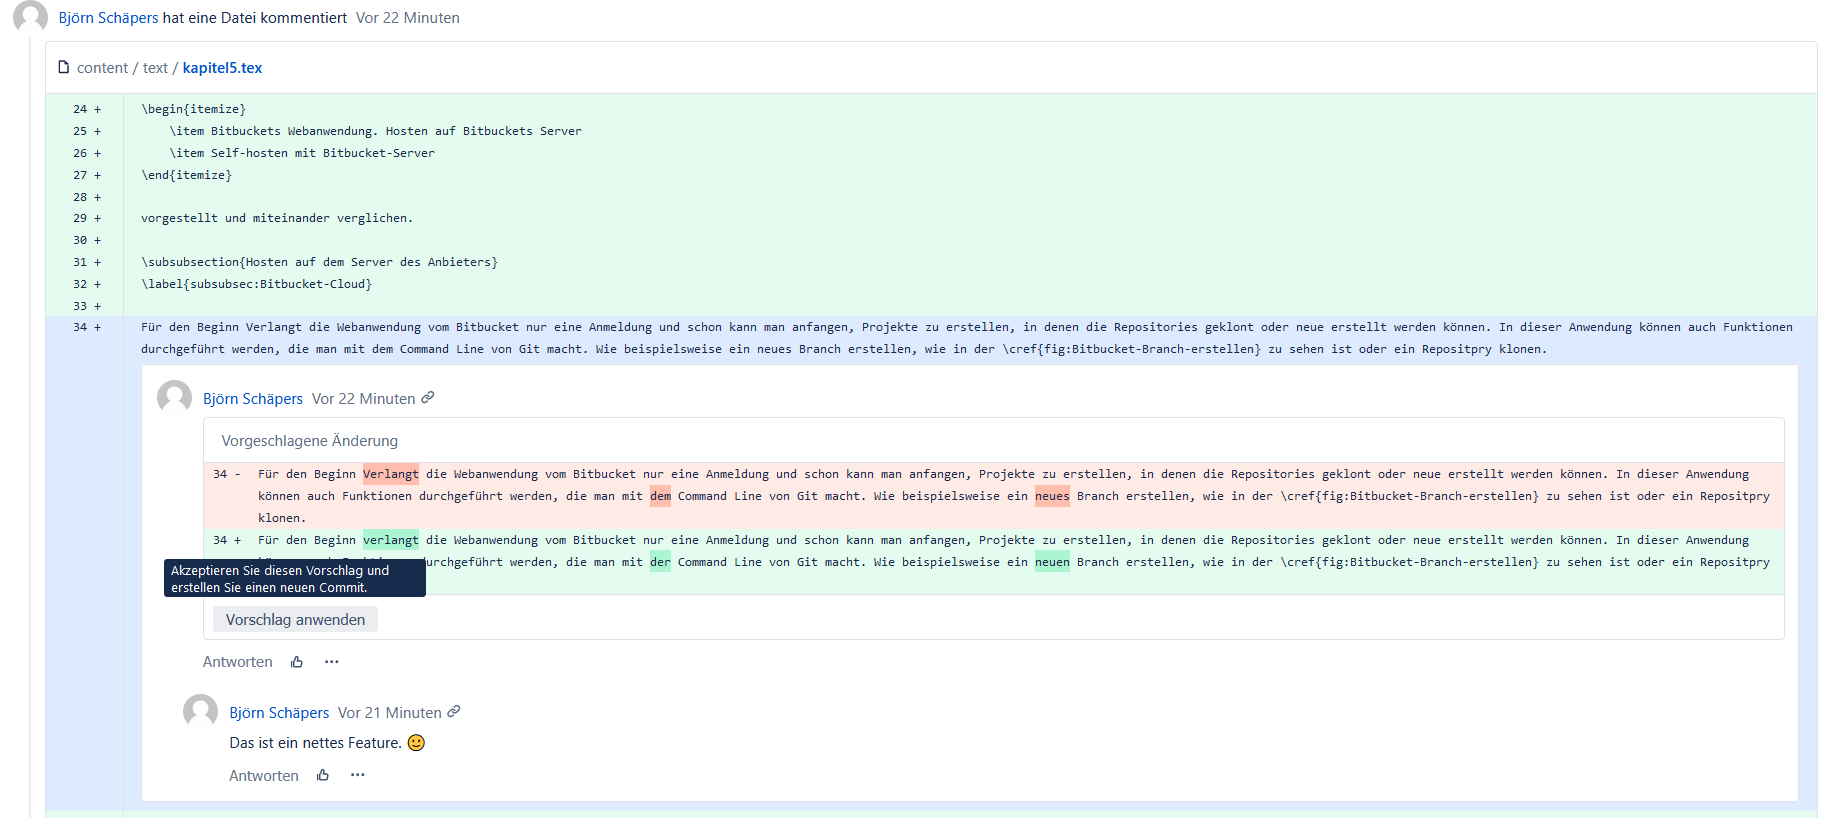 Björn Schäpers hat eine Datei kommentiert Vor 22 Minuten
content / text / kapitel5.tex
24 + \begin{itemize}
25 + \item Bitbuckets Webanwendung. Hosten auf Bitbuckets Server
26 + \item Self-hosten mit Bitbucket-Server
27 + \end{itemize}
28 +
29 + vorgestellt und miteinander verglichen.
30 +
31 + \subsubsection{Hosten auf dem Server des Anbieters}
32 + \label{subsubsec:Bitbucket-Cloud}
33 +
34 + Für den Beginn Verlangt die Webanwendung vom Bitbucket nur eine Anmeldung und schon kann man anfangen, Projekte zu erstellen, in denen die Repositories geklont oder neue erstellt werden können. In dieser Anwendung können auch Funktionen
durchgeführt werden, die man mit dem Command Line von Git macht. Wie beispielsweise ein neues Branch erstellen, wie in der \cref{fig:Bitbucket-Branch-erstellen} zu sehen ist oder ein Repositpry klonen.
Björn Schäpers Vor 22 Minuten
Vorgeschlagene Änderung
34 - Für den Beginn Verlangt die Webanwendung vom Bitbucket nur eine Anmeldung und schon kann man anfangen, Projekte zu erstellen, in denen die Repositories geklont oder neue erstellt werden können. In dieser Anwendung
können auch Funktionen durchgeführt werden, die man mit dem Command Line von Git macht. Wie beispielsweise ein neues Branch erstellen, wie in der \cref{fig:Bitbucket-Branch-erstellen} zu sehen ist oder ein Repositpry
klonen.
34 + Für den Beginn verlangt die Webanwendung vom Bitbucket nur eine Anmeldung und schon kann man anfangen, Projekte zu erstellen, in denen die Repositories geklont oder neue erstellt werden können. In dieser Anwendung
urchgeführt werden, die man mit der Command Line von Git macht. Wie beispielsweise ein neuen Branch erstellen, wie in der \cref{fig:Bitbucket-Branch-erstellen} zu sehen ist oder ein Repositpry
Akzeptieren Sie diesen Vorschlag und
erstellen Sie einen neuen Commit.
Vorschlag anwenden
Antworten
Björn Schäpers Vor 21 Minuten
Das ist ein nettes Feature. 🙂
Antworten